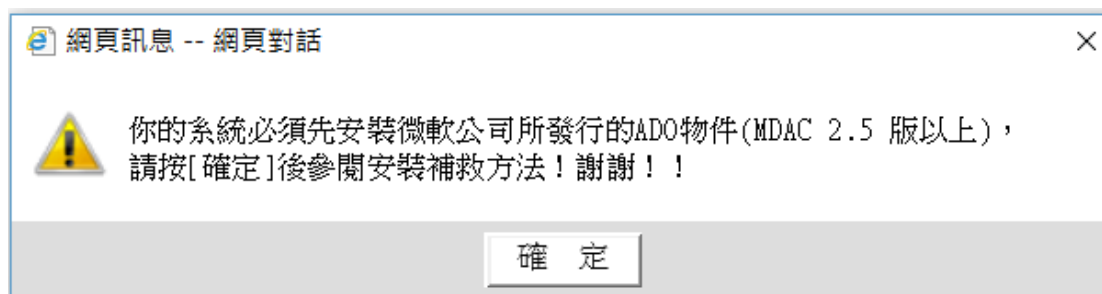 網頁訊息 -- 網頁對話
你的系統必須先安裝微軟公司所發行的ADO物件(MDAC 2.5 版以上)，
請按[確定]後參閱安裝補救方法！謝謝！！
確 定